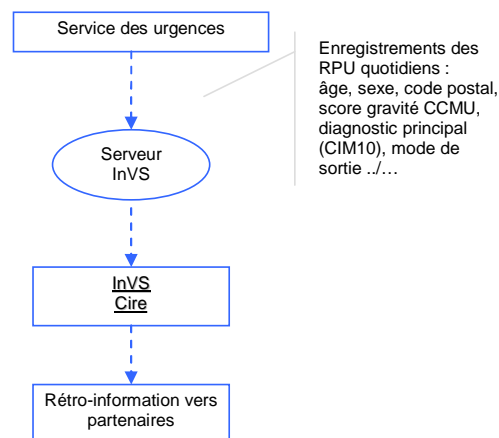 Service des urgences
Enregistrements des
RPU quotidiens :
âge, sexe, code postal,
score gravité CCMU,
diagnostic principal
(CIM10), mode de
sortie ../…
Serveur
InVS
InVS
Cire
Rétro-information vers
partenaires